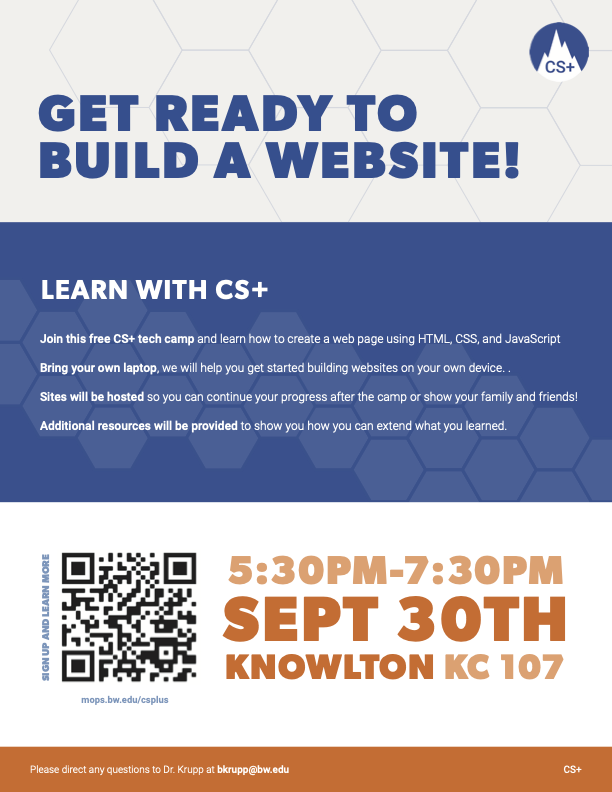 CS+
GET READY TO
BUILD A WEBSITE!
LEARN WITH CS+
Join this free CS+ tech camp and learn how to create a web page using HTML, CSS, and JavaScript
Bring your own laptop, we will help you get started building websites on your own device. .
Sites will be hosted so you can continue your progress after the camp or show your family and friends!
Additional resources will be provided to show you how you can extend what you learned.
SIGN UP AND LEARN MORE
mops.bw.edu/csplus
5:30PM-7:30PM
SEPT 30TH
KNOWLTON KC 107
Please direct any questions to Dr. Krupp at bkrupp@bw.edu
CS+